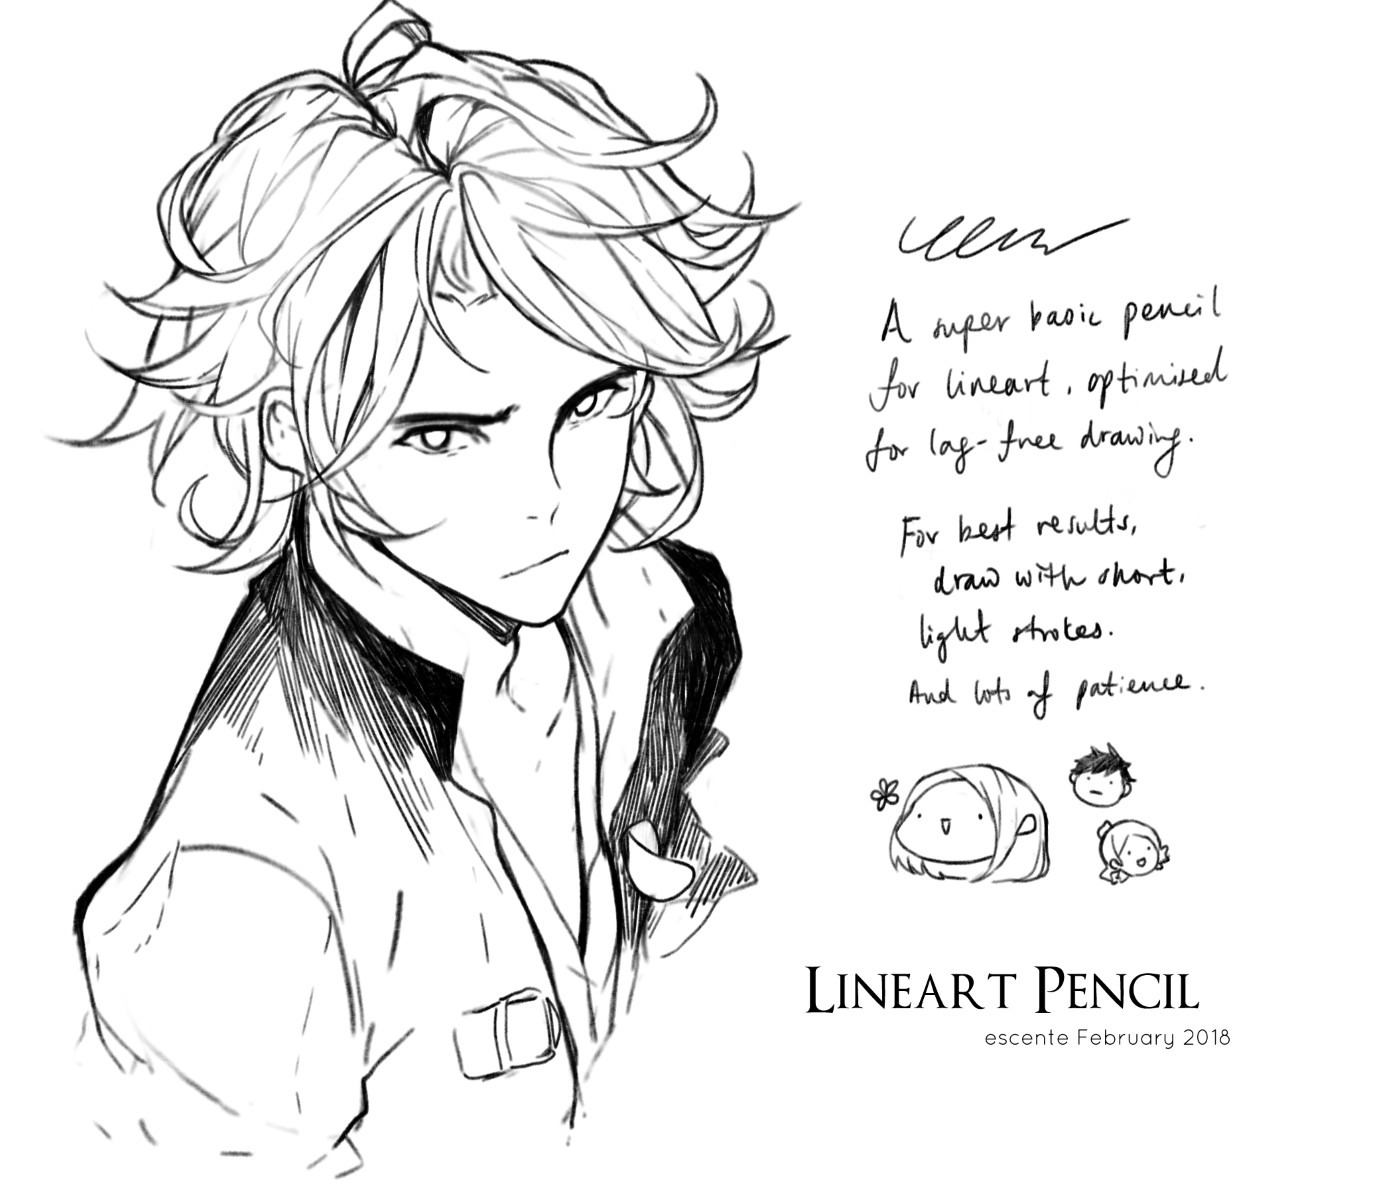 A super basic pencil
for lineart, optimised
for lag-free drawing.
For best results,
draw with short,
light strokes.
And lots of patience.
LINEART PENCIL
escente February 2018